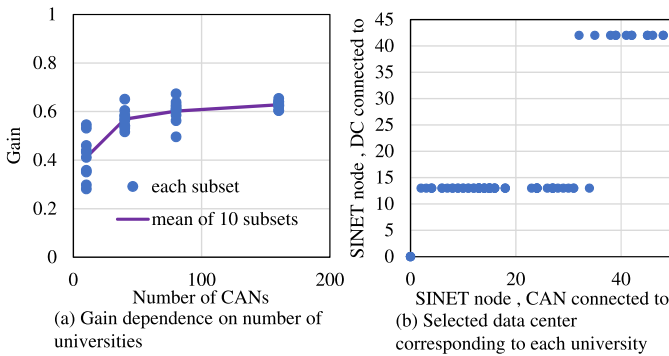 1
0.8
0.6
0.4
0.2
0
Gain
each subset
mean of 10 subsets
0
100
200
Number of CANs
(a) Gain dependence on number of
universities
45
40
35
30
25
20
15
10
5
0
SINET node , DC connected to
0
20
40
SINET node , CAN connected to
(b) Selected data center
corresponding to each university